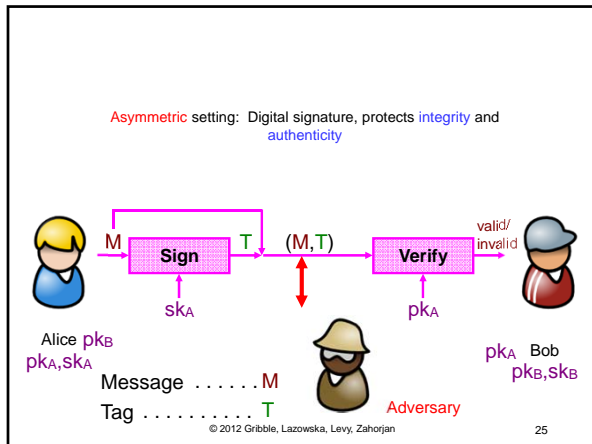 Asymmetric setting: Digital signature, protects integrity and
authenticity
M
Sign
T
(M,T)
Verify
valid/
invalid
skA
pkA
Alice pkB
pkA,skA
pkA Bob
pkB,skB
Message . . . . . . M
Tag . . . . . . . . . . T
Adversary
© 2012 Gribble, Lazowska, Levy, Zahorjan
25